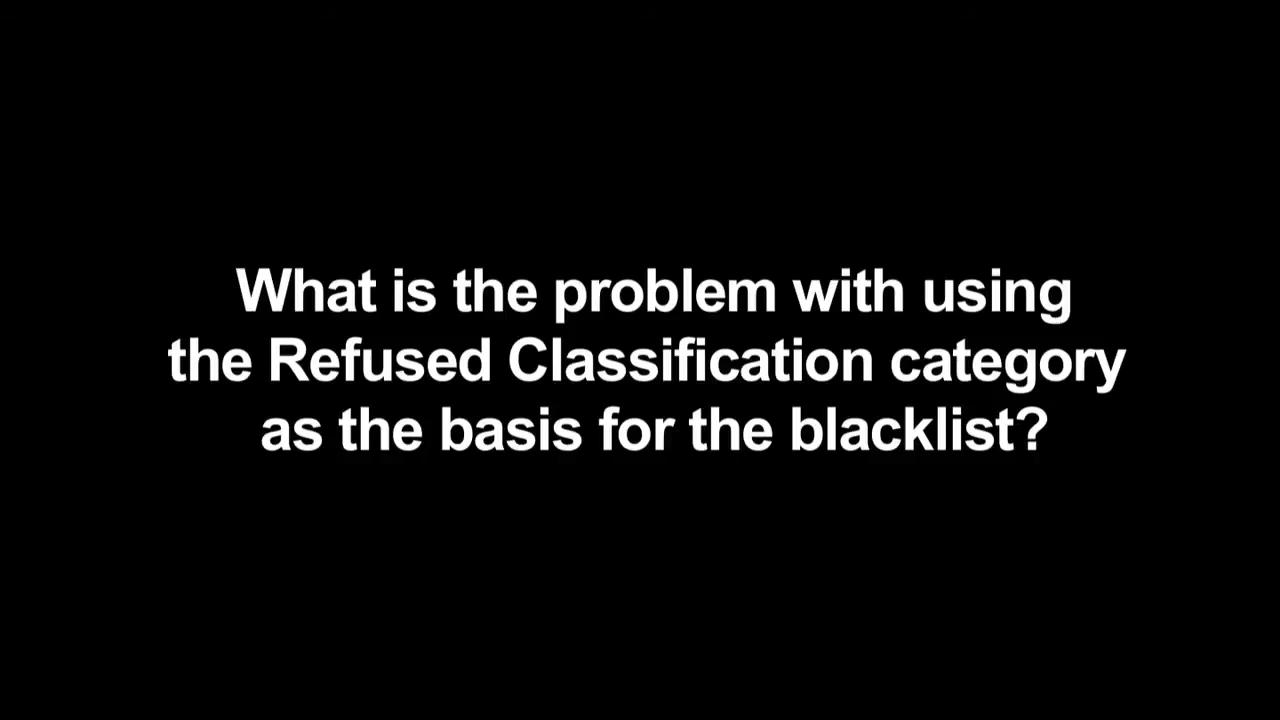 What is the problem with using
the Refused Classification category
as the basis for the blacklist?